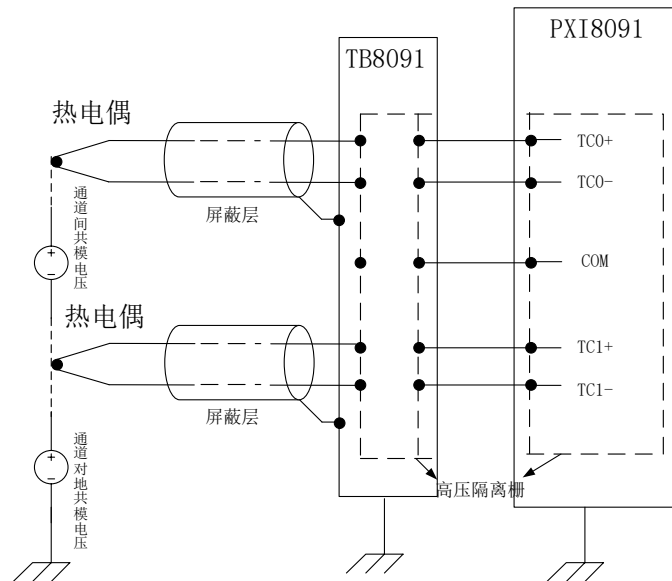 PXI8091
TB8091
热电偶
TC0+
TC0-
通道间共模电压
屏蔽层
+
−
COM
热电偶
TC1+
TC1-
屏蔽层
通道对地共模电压
+
−
高压隔离栅